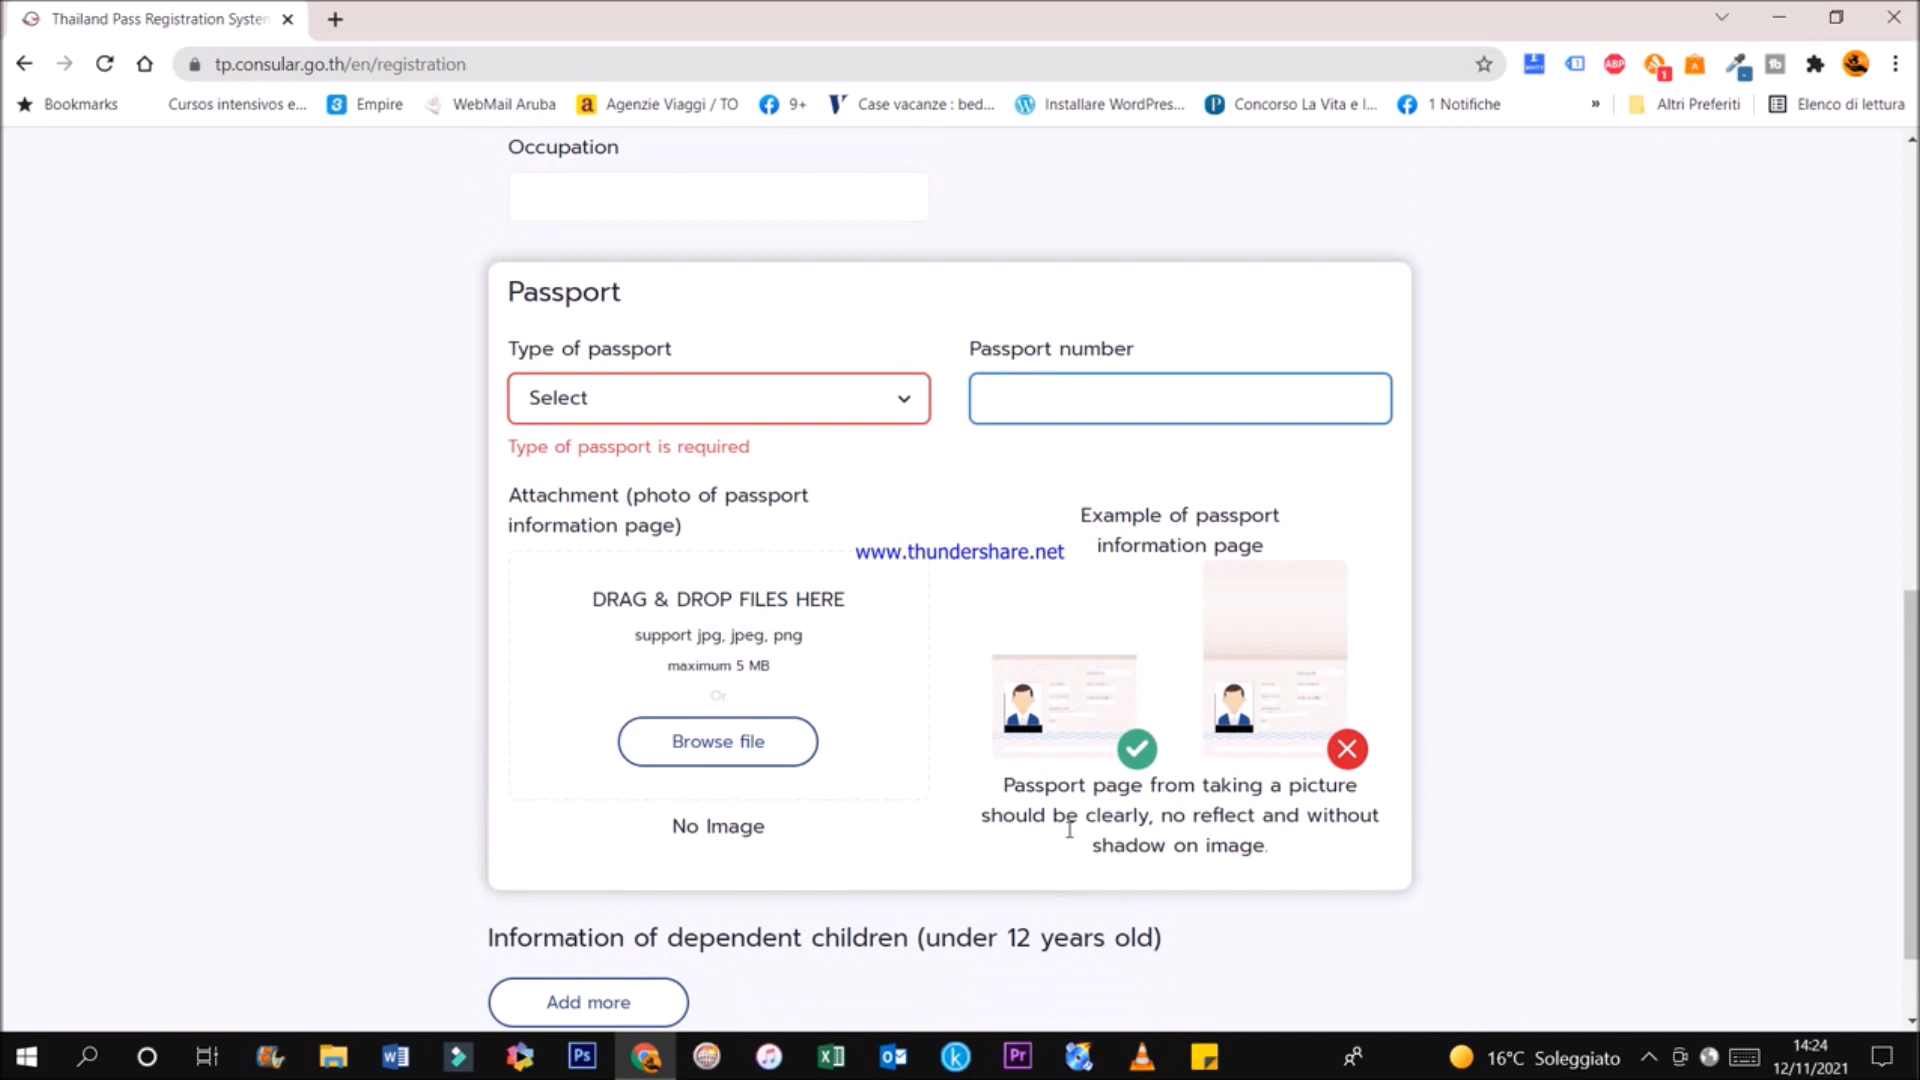 Thailand Pass Registration System
tp.consular.go.th/en/registration
ABP
1
Bookmarks
Cursos intensivos e...
Empire
WebMail Aruba
Agenzie Viaggi / TO
9+
Case vacanze : bed...
Installare WordPres...
Concorso La Vita e l...
1 Notifiche
»
Altri Preferiti
Elenco di lettura
Occupation
Passport
Type of passport
Passport number
Select
Type of passport is required
Attachment (photo of passport
information page)
Example of passport
information page
www.thundershare.net
DRAG & DROP FILES HERE
support jpg, jpeg, png
maximum 5 MB
Or
Browse file
No Image
Passport page from taking a picture
should be clearly, no reflect and without
shadow on image.
Information of dependent children (under 12 years old)
Add more
Ps
Pr
16°C Soleggiato
14:24
12/11/2021